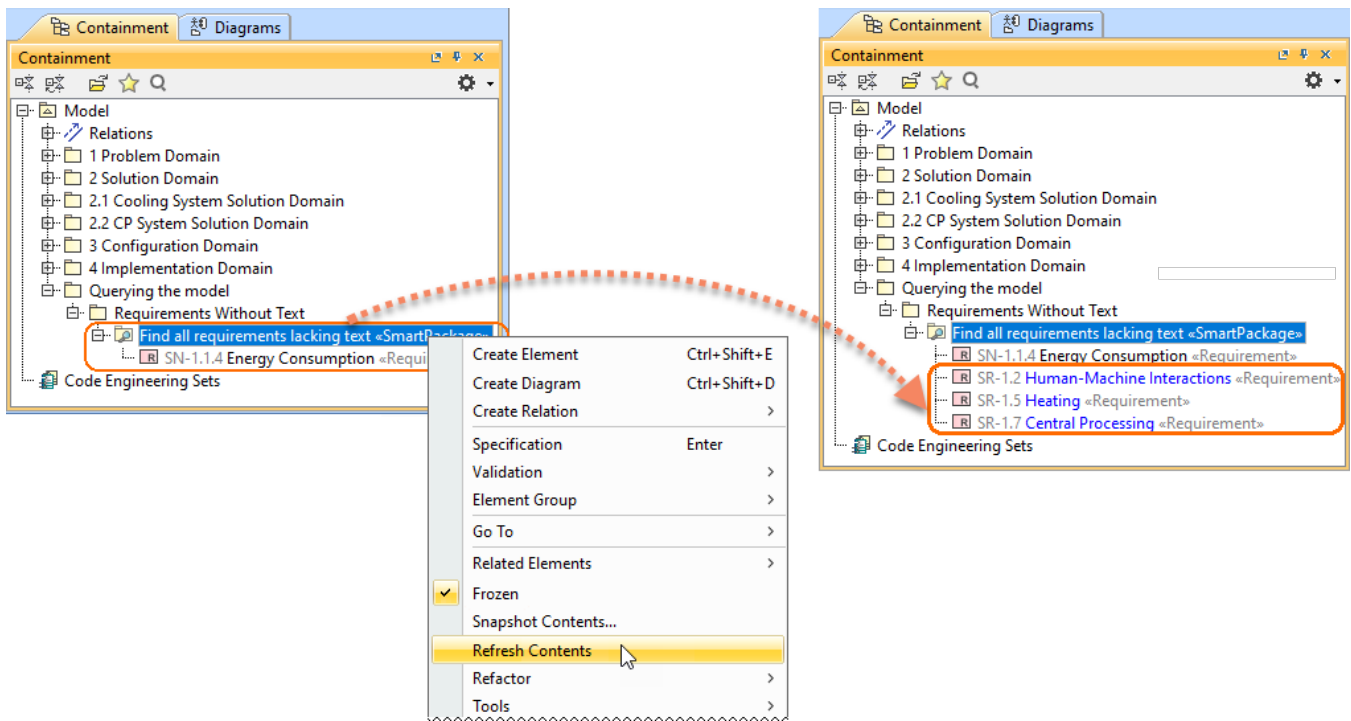 Containment
Diagrams
Containment
Model
Relations
1 Problem Domain
2 Solution Domain
2.1 Cooling System Solution Domain
2.2 CP System Solution Domain
3 Configuration Domain
4 Implementation Domain
Querying the model
Requirements Without Text
Find all requirements lacking text «SmartPackage»
R SN-1.1.4 Energy Consumption «Requi
Code Engineering Sets
Create Element Ctrl+Shift+E
Create Diagram Ctrl+Shift+D
Create Relation
Specification Enter
Validation
Element Group
Go To
Related Elements
Frozen
Snapshot Contents...
Refresh Contents
Refactor
Tools
Containment
Diagrams
Containment
Model
Relations
1 Problem Domain
2 Solution Domain
2.1 Cooling System Solution Domain
2.2 CP System Solution Domain
3 Configuration Domain
4 Implementation Domain
Querying the model
Requirements Without Text
Find all requirements lacking text «SmartPackage»
R SN-1.1.4 Energy Consumption «Requirement»
R SR-1.2 Human-Machine Interactions «Requirement»
R SR-1.5 Heating «Requirement»
R SR-1.7 Central Processing «Requirement»
Code Engineering Sets